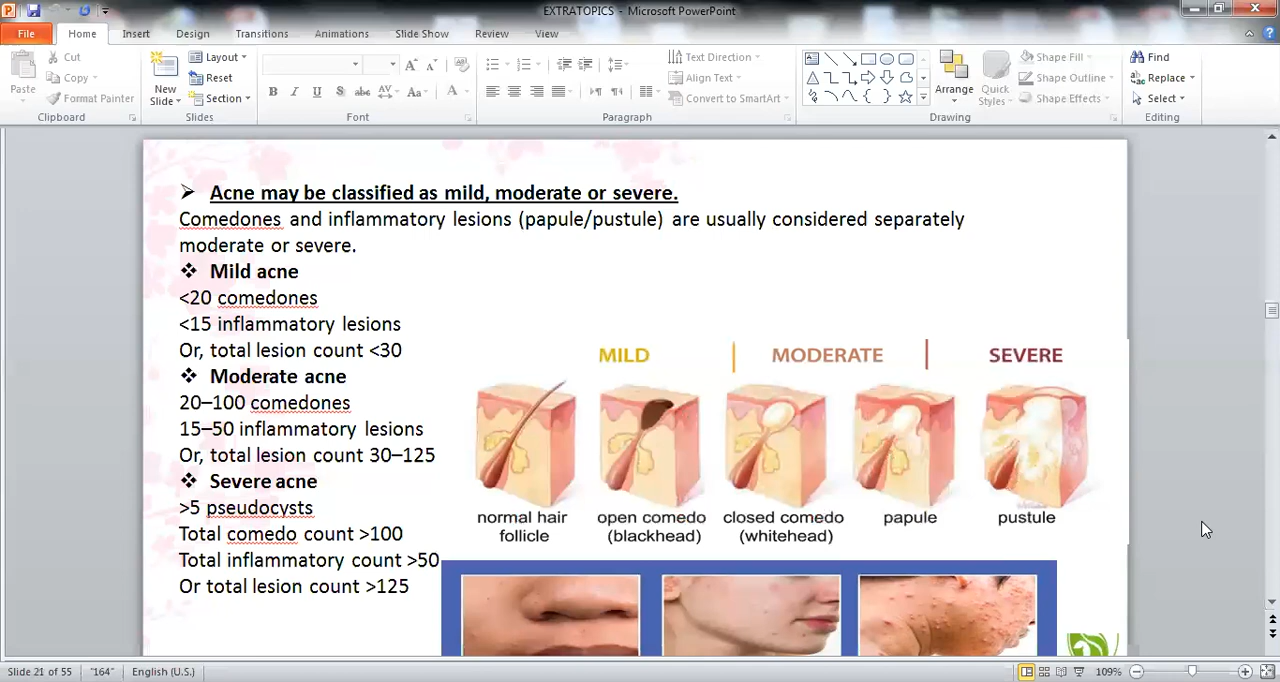 EXTRATOPICS - Microsoft PowerPoint
File Home Insert Design Transitions Animations Slide Show Review View
Cut
Copy
Format Painter
Paste
Clipboard
New Slide
Layout
Reset
Section
Slides
B I U S abc AV Aa A
Font
Text Direction
Align Text
Convert to SmartArt
Paragraph
Arrange
Quick Styles
Shape Fill
Shape Outline
Shape Effects
Drawing
Find
Replace
Select
Editing
Acne may be classified as mild, moderate or severe.
Comedones and inflammatory lesions (papule/pustule) are usually considered separately
moderate or severe.
Mild acne
<20 comedones
<15 inflammatory lesions
Or, total lesion count <30
Moderate acne
20–100 comedones
15–50 inflammatory lesions
Or, total lesion count 30–125
Severe acne
>5 pseudocysts
Total comedo count >100
Total inflammatory count >50
Or total lesion count >125
MILD MODERATE SEVERE
normal hair
follicle
open comedo
(blackhead)
closed comedo
(whitehead)
papule
pustule
Slide 21 of 55 "164" English (U.S.) 109%